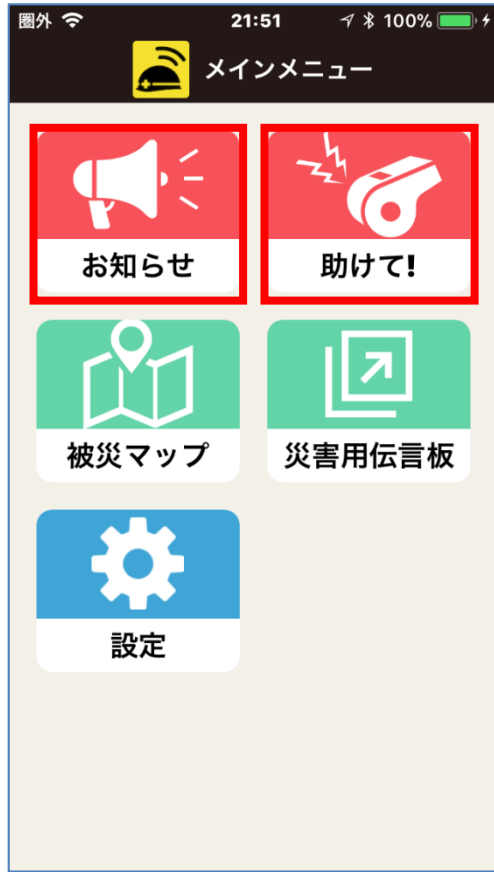 圏外 21:51 100%
メインメニュー
お知らせ 助けて!
被災マップ 災害用伝言板
設定